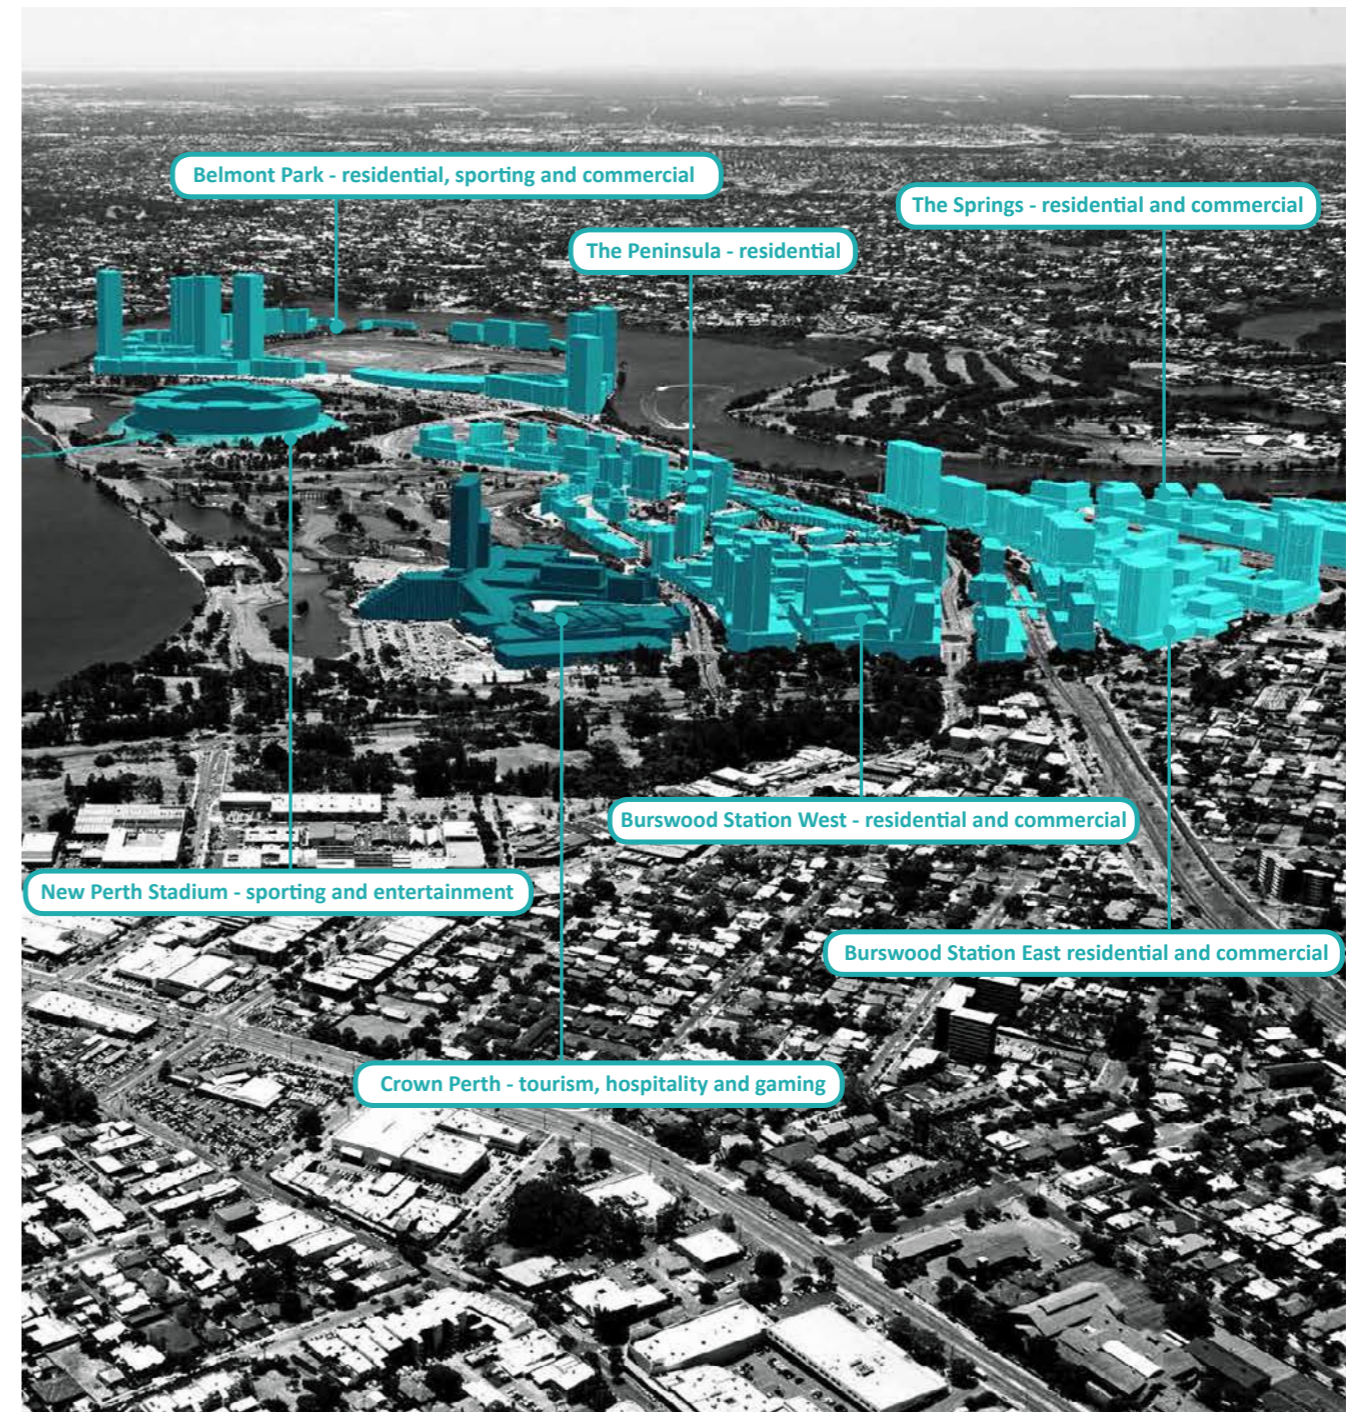 Belmont Park - residential, sporting and commercial
The Springs - residential and commercial
The Peninsula - residential
Burswood Station West - residential and commercial
New Perth Stadium - sporting and entertainment
Burswood Station East residential and commercial
Crown Perth - tourism, hospitality and gaming